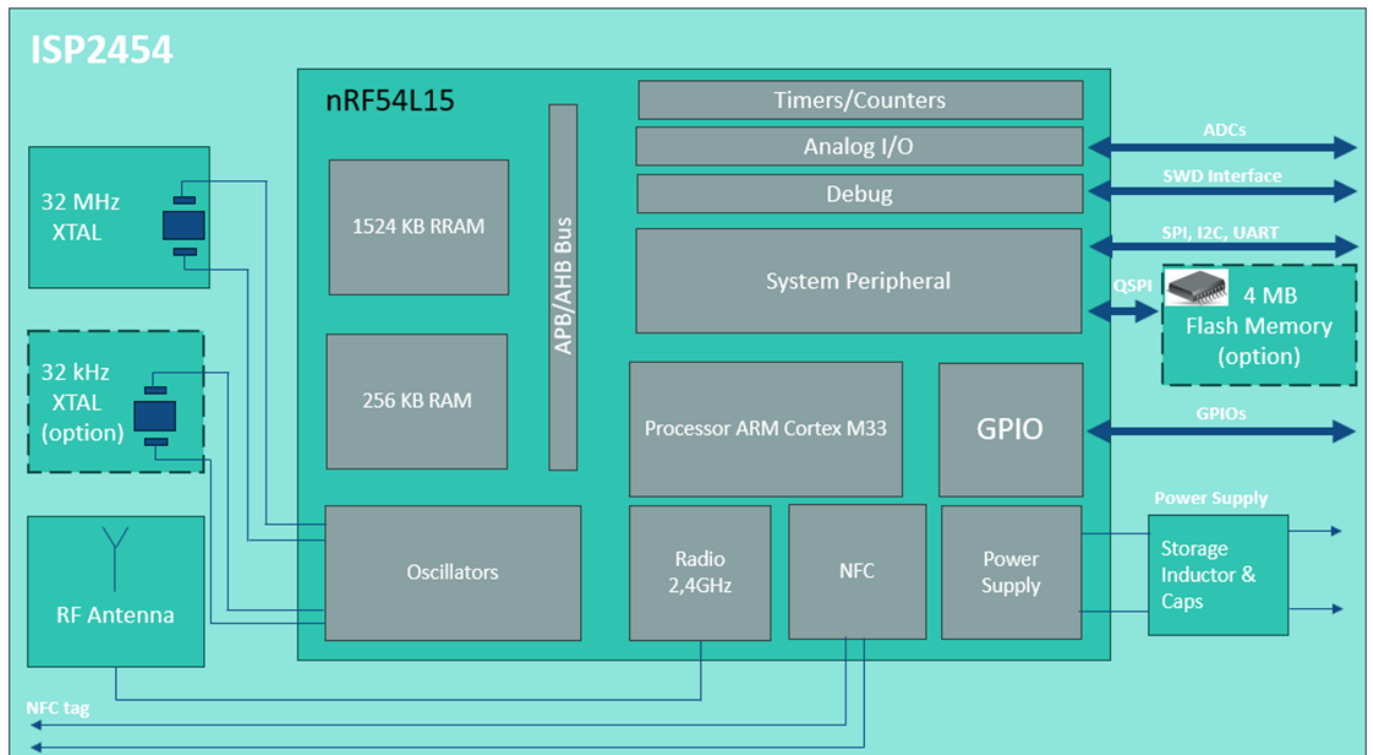 ISP2454
nRF54L15
32 MHz
XTAL
32 kHz
XTAL
(option)
RF Antenna
NFC tag
1524 KB RRAM
256 KB RAM
Oscillators
APB/AHB Bus
Timers/Counters
Analog I/O
Debug
System Peripheral
Processor ARM Cortex M33
GPIO
Radio
2,4GHz
NFC
Power
Supply
ADCs
SWD Interface
SPI, I2C, UART
QSPI
4 MB
Flash Memory
(option)
GPIOs
Power Supply
Storage
Inductor &
Caps